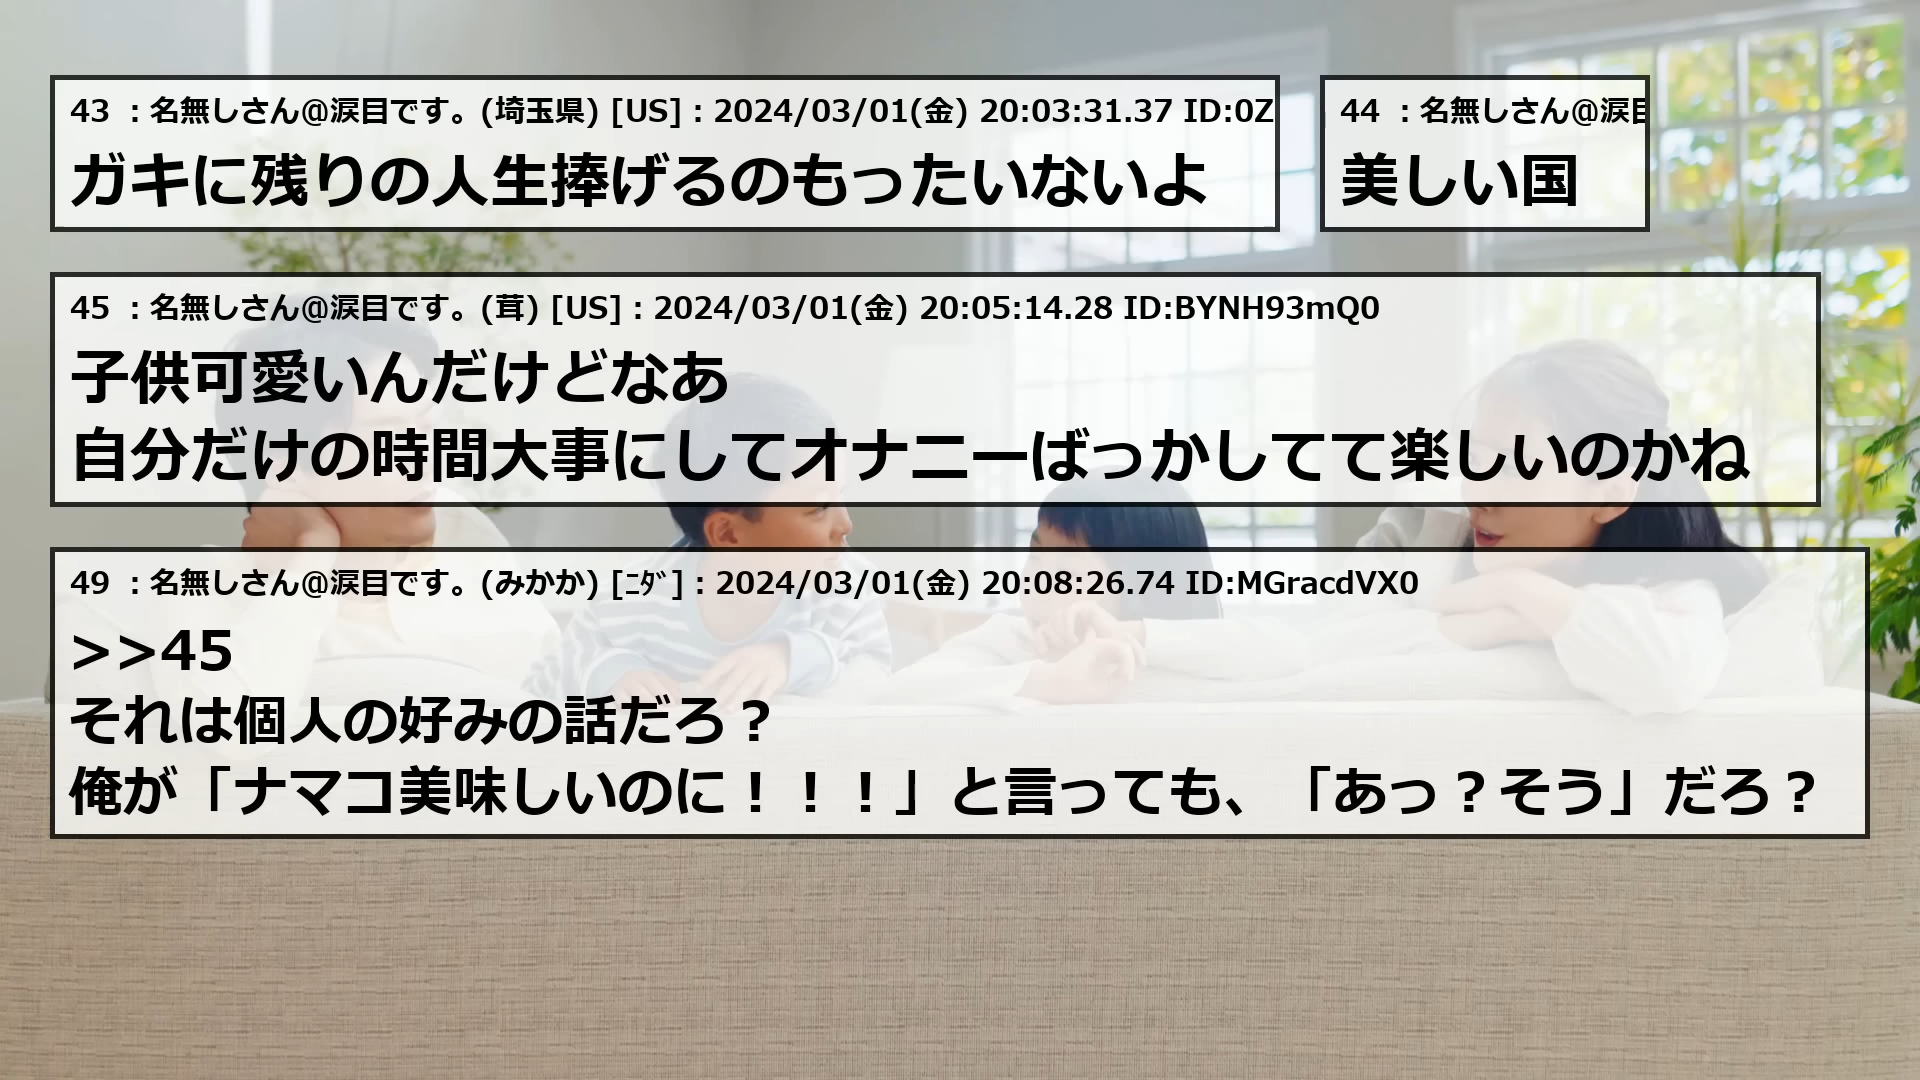 43 ：名無しさん@涙目です。(埼玉県) [US]：2024/03/01(金) 20:03:31.37 ID:0Z
ガキに残りの人生捧げるのもったいないよ
44 ：名無しさん@涙目
美しい国
45 ：名無しさん@涙目です。(茸) [US]：2024/03/01(金) 20:05:14.28 ID:BYNH93mQ0
子供可愛いんだけどなあ
自分だけの時間大事にしてオナニーばっかしてて楽しいのかね
49 ：名無しさん@涙目です。(みかか) [ﾆﾀﾞ]：2024/03/01(金) 20:08:26.74 ID:MGracdVX0
>>45
それは個人の好みの話だろ？
俺が「ナマコ美味しいのに！！！」と言っても、「あっ？そう」だろ？